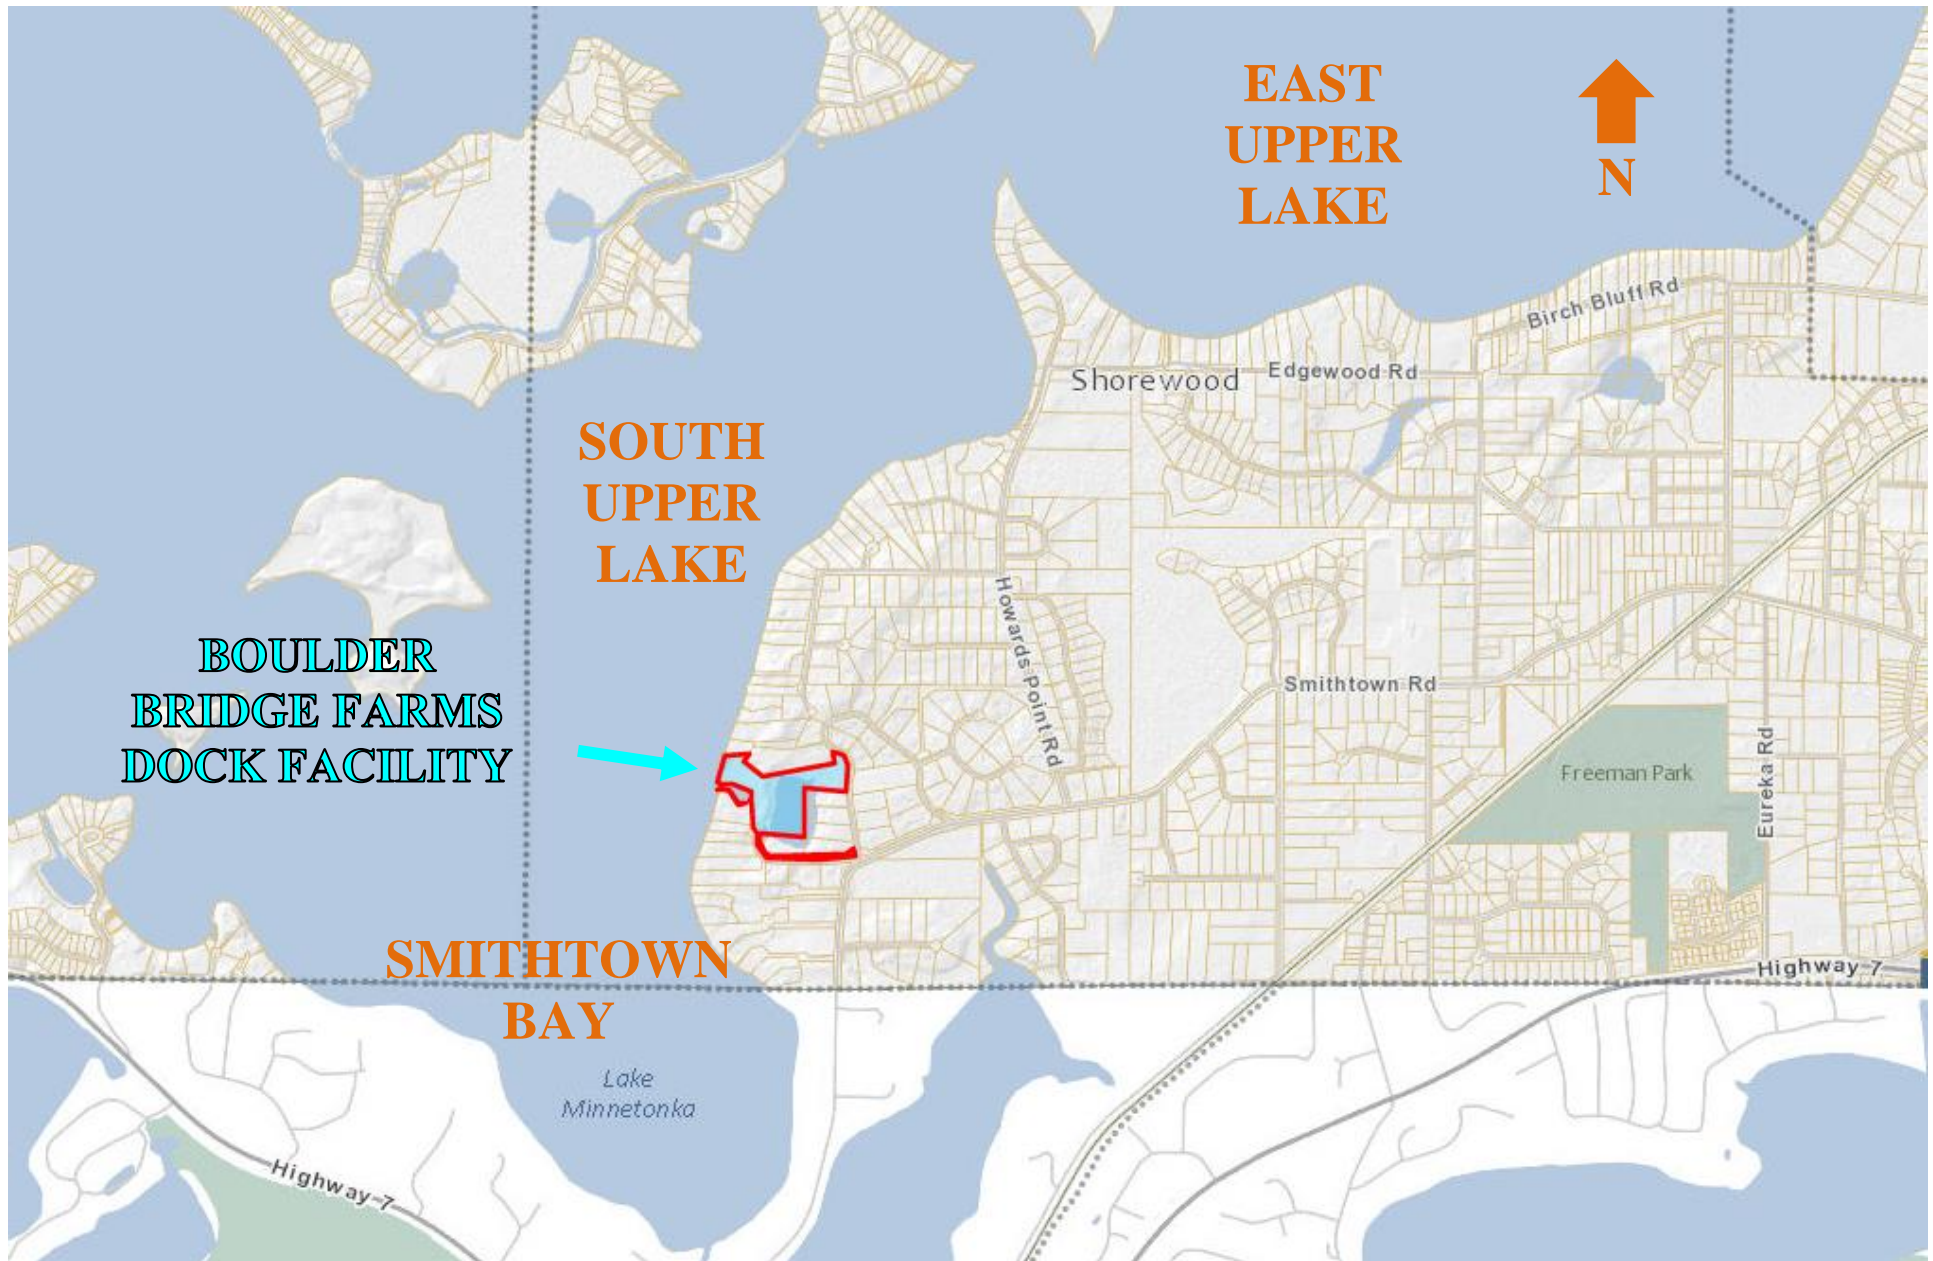 EAST
UPPER
LAKE
N
Birch Bluff Rd
Shorewood
Edgewood Rd
SOUTH
UPPER
LAKE
Howards Point Rd
BOULDER
BRIDGE FARMS
DOCK FACILITY
Smithtown Rd
Freeman Park
Eureka Rd
SMITHTOWN
BAY
Highway 7
Lake
Minnetonka
Highway 7